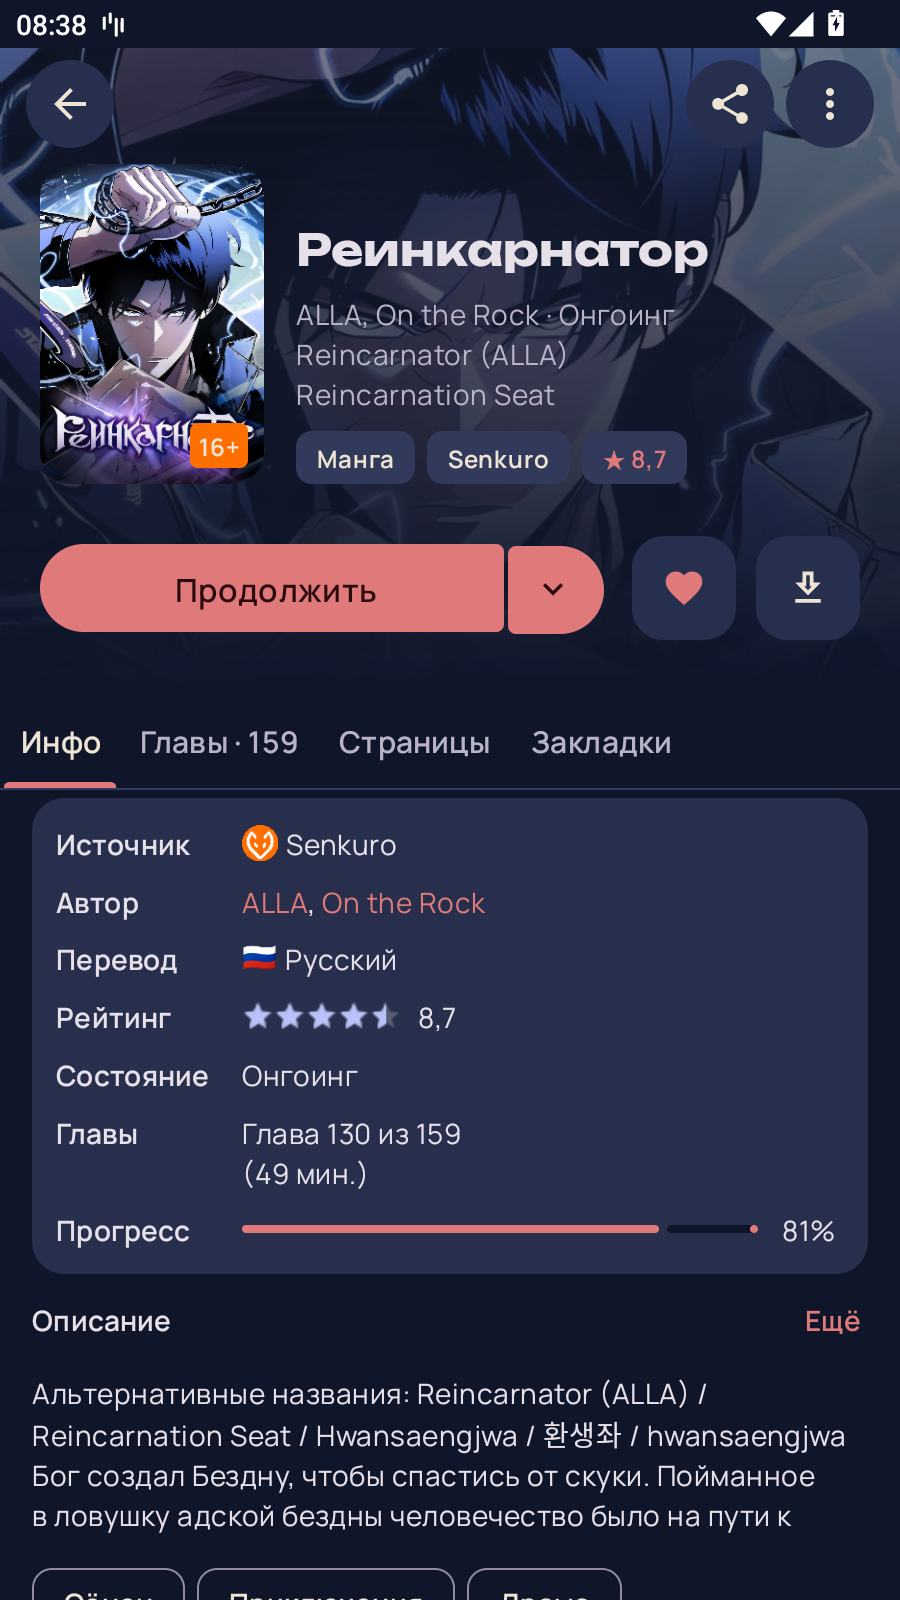 08:38
Реинкарнатор
ALLA, On the Rock · Онгоинг
Reincarnator (ALLA)
Reincarnation Seat
16+
Манга
Senkuro
★ 8,7
Продолжить
Инфо
Главы · 159
Страницы
Закладки
Источник
Senkuro
Автор
ALLA, On the Rock
Перевод
Русский
Рейтинг
8,7
Состояние
Онгоинг
Главы
Глава 130 из 159
(49 мин.)
Прогресс
81%
Описание
Ещё
Альтернативные названия: Reincarnator (ALLA) /
Reincarnation Seat / Hwansaengjwa / 환생좌 / hwansaengjwa
Бог создал Бездну, чтобы спастись от скуки. Пойманное
в ловушку адской бездны человечество было на пути к
Приключения